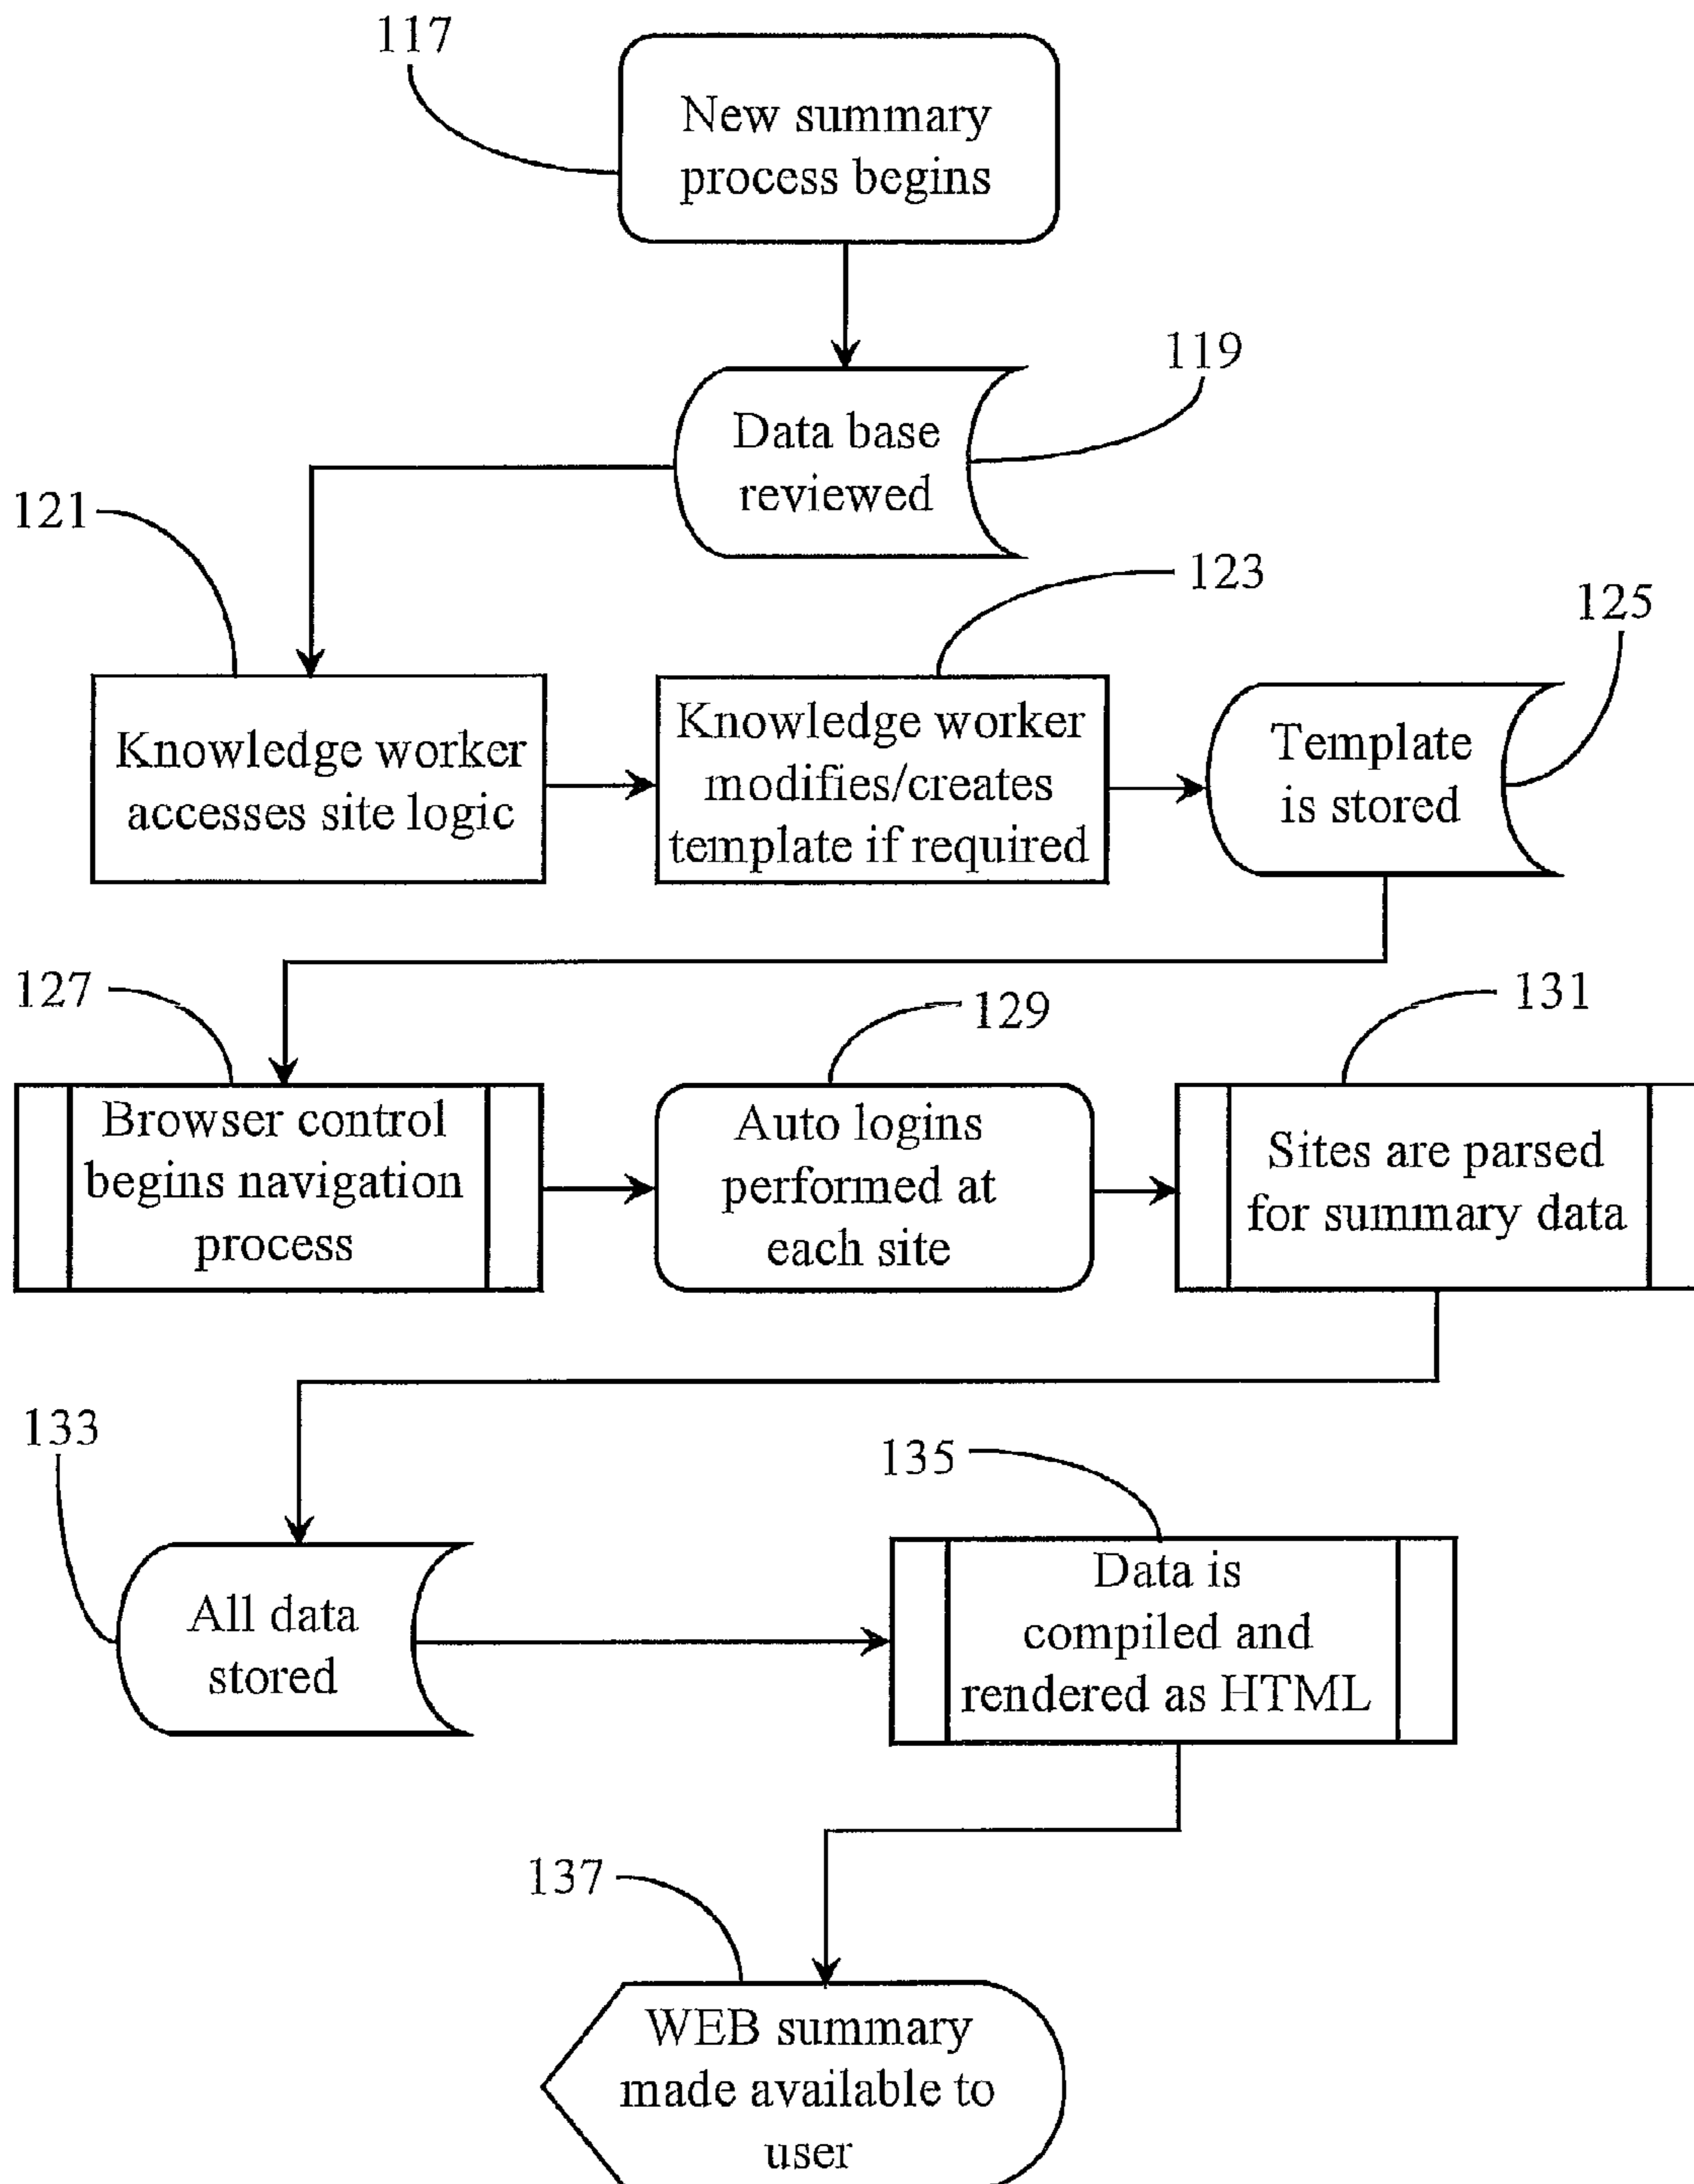 117
New summary
process begins
119
Data base
reviewed
121
123
125
Knowledge worker
accesses site logic
Knowledge worker
modifies/creates
template if required
Template
is stored
127
129
131
Browser control
begins navigation
process
Auto logins
performed at
each site
Sites are parsed
for summary data
133
135
All data
stored
Data is
compiled and
rendered as HTML
137
WEB summary
made available to
user